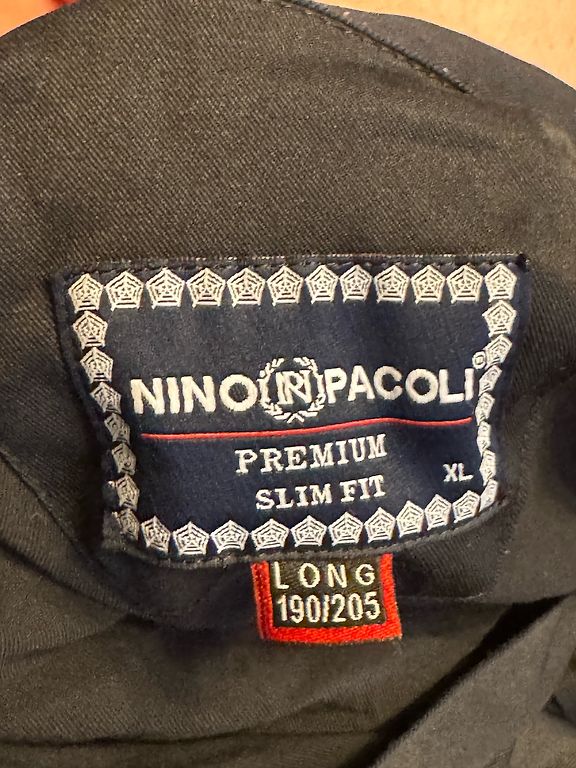 NINO PACOLI®
PREMIUM
SLIM FIT
XL
LONG
190/205